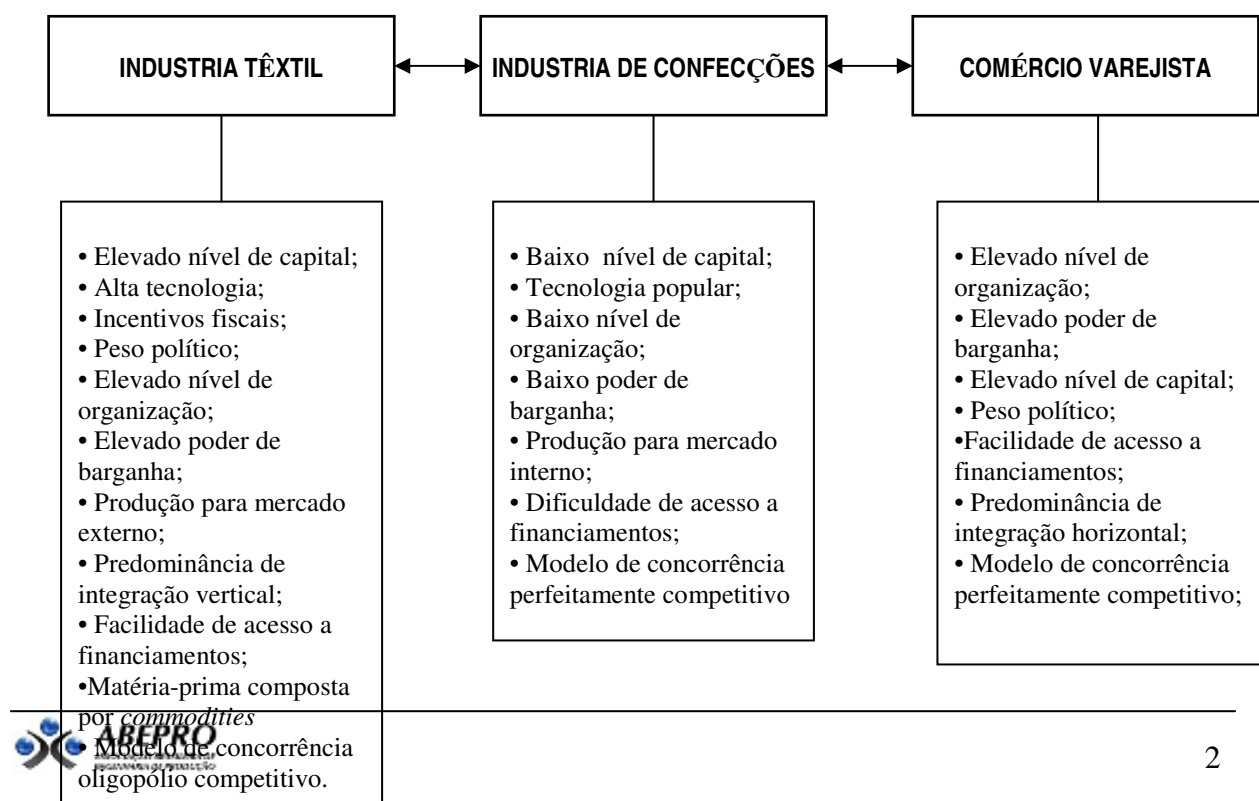 INDUSTRIA TÊXTIL
INDUSTRIA DE CONFECÇÕES
COMÉRCIO VAREJISTA
• Elevado nível de capital;
• Alta tecnologia;
• Incentivos fiscais;
• Peso político;
• Elevado nível de
organização;
• Elevado poder de
barganha;
• Produção para mercado
externo;
• Predominância de
integração vertical;
• Facilidade de acesso a
financiamentos;
•Matéria-prima composta
por commodities
• Modelo de concorrência
oligopólio competitivo.
• Baixo nível de capital;
• Tecnologia popular;
• Baixo nível de
organização;
• Baixo poder de
barganha;
• Produção para mercado
interno;
• Dificuldade de acesso a
financiamentos;
• Modelo de concorrência
perfeitamente competitivo
• Elevado nível de
organização;
• Elevado poder de
barganha;
• Elevado nível de capital;
• Peso político;
•Facilidade de acesso a
financiamentos;
• Predominância de
integração horizontal;
• Modelo de concorrência
perfeitamente competitivo;
ABEPRO
2